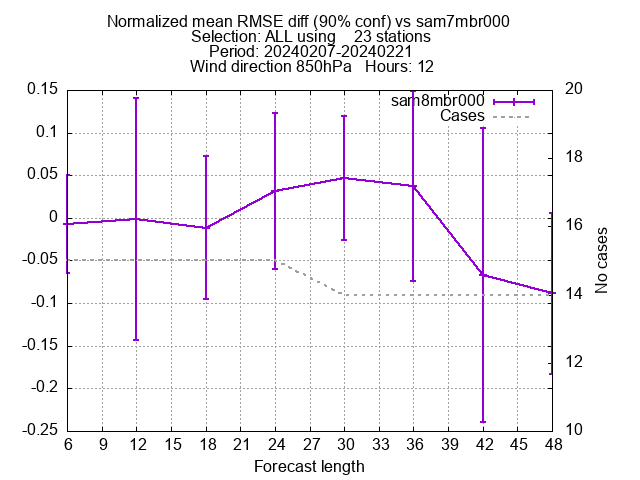 Normalized mean RMSE diff (90% conf) vs sam7mbr000
Selection: ALL using    23 stations
Period: 20240207-20240221
Wind direction 850hPa   Hours: 12
sam8mbr000
Cases
0.15
0.1
0.05
0
-0.05
-0.1
-0.15
-0.2
-0.25
20
18
16
14
12
10
No cases
6 9 12 15 18 21 24 27 30 33 36 39 42 45 48
Forecast length